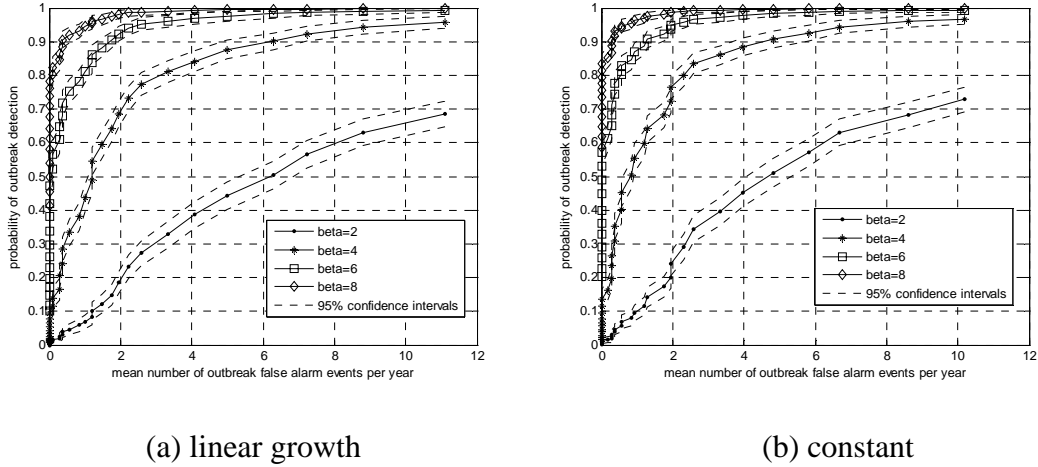 1
0.9
0.8
0.7
0.6
0.5
0.4
0.3
0.2
0.1
0
probability of outbreak detection
0 2 4 6 8 10 12
mean number of outbreak false alarm events per year
beta=2
beta=4
beta=6
beta=8
95% confidence intervals
(a) linear growth
1
0.9
0.8
0.7
0.6
0.5
0.4
0.3
0.2
0.1
0
probability of outbreak detection
0 2 4 6 8 10 12
mean number of outbreak false alarm events per year
beta=2
beta=4
beta=6
beta=8
95% confidence intervals
(b) constant